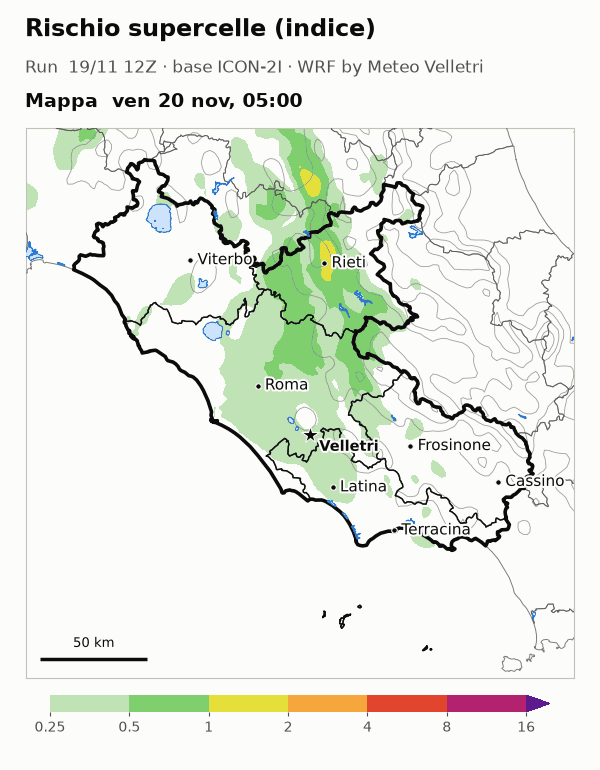 Rischio supercelle (indice)
Run  19/11 12Z · base ICON-2I · WRF by Meteo Velletri
Mappa  ven 20 nov, 05:00
Viterbo
Rieti
Roma
Velletri
Frosinone
Cassino
Latina
Terracina
50 km
0.25 0.5 1 2 4 8 16